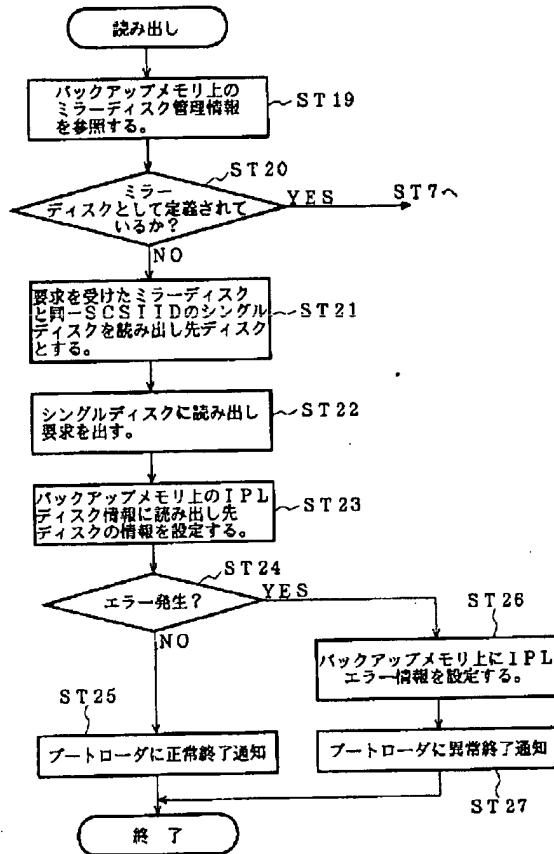 読み出し
バックアップメモリ上の
ミラーディスク管理情報
を参照する。
ST19
ST20
ミラー
ディスクとして定義されて
いるか?
YES
ST7へ
NO
要求を受けたミラーディスク
と同一SCSIIDのシングル
ディスクを読み出し先ディスク
とする。
ST21
シングルディスクに読み出し
要求を出す。
ST22
バックアップメモリ上のIPL
ディスク情報に読み出し先
ディスクの情報を設定する。
ST23
ST24
エラー発生?
YES
NO
ST26
バックアップメモリ上にIPL
エラー情報を設定する。
ST25
ブートローダに正常終了通知
ブートローダに異常終了通知
ST27
終了